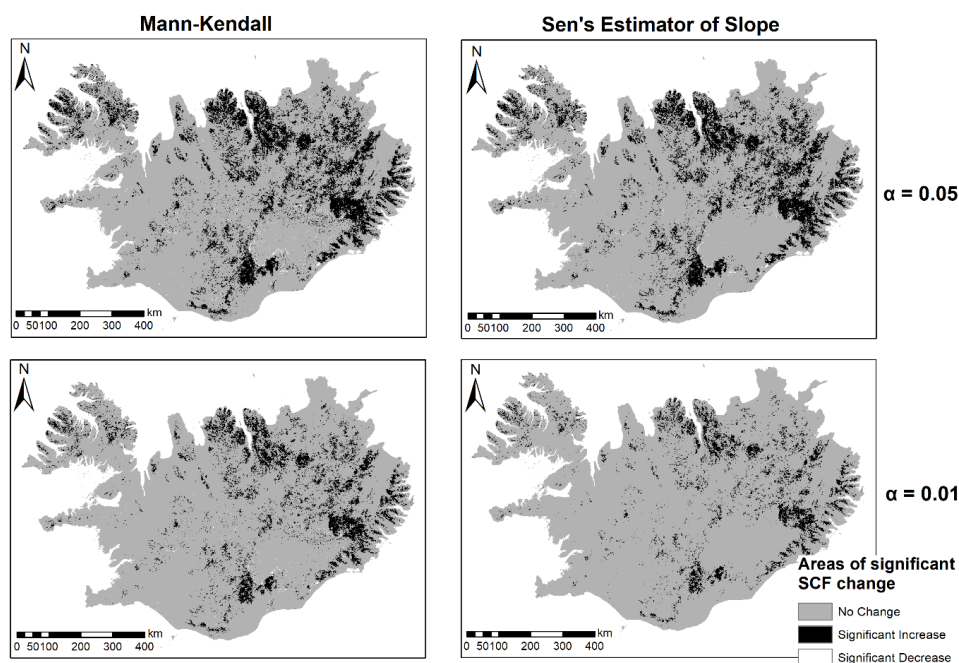 Mann-Kendall
Sen's Estimator of Slope
N
N
α = 0.05
km
0 50100 200 300 400
km
0 50100 200 300 400
N
N
α = 0.01
km
0 50100 200 300 400
km
0 50100 200 300 400
Areas of significant
SCF change
No Change
Significant Increase
Significant Decrease